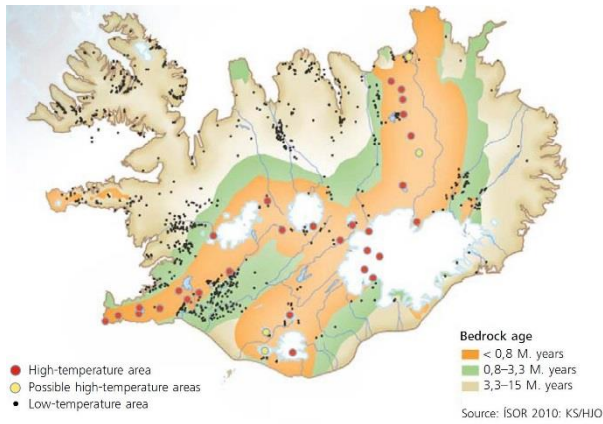 High-temperature area
Possible high-temperature areas
Low-temperature area
Bedrock age
< 0,8 M. years
0,8–3,3 M. years
3,3–15 M. years
Source: ÍSOR 2010: KS/HJO